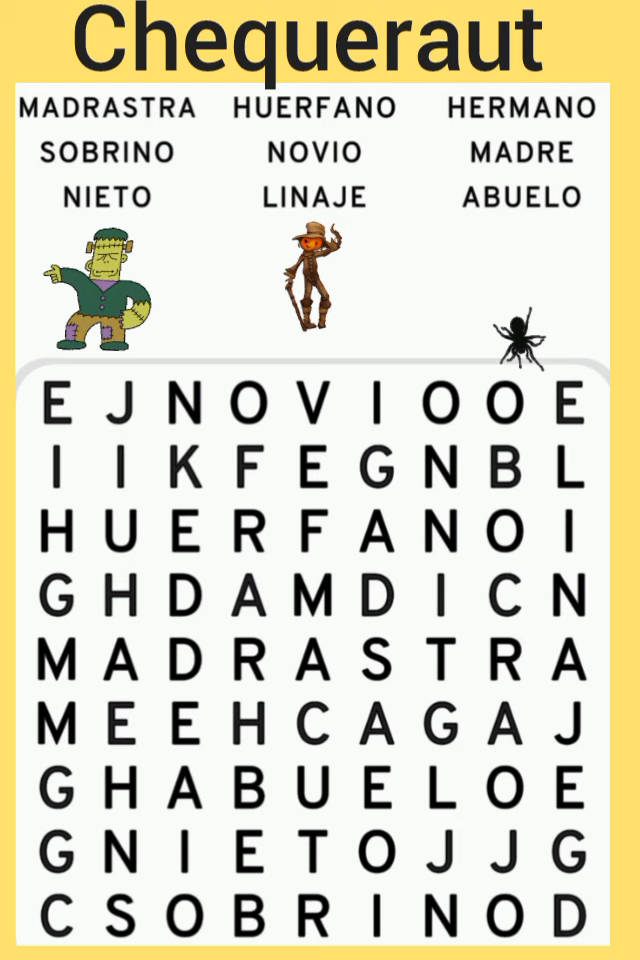 Chequeraut
MADRASTRA HUERFANO HERMANO
SOBRINO NOVIO MADRE
NIETO LINAJE ABUELO
E J N O V I O O E
I I K F E G N B L
H U E R F A N O I
G H D A M D I C N
M A D R A S T R A
M E E H C A G A J
G H A B U E L O E
G N I E T O J J G
C S O B R I N O D